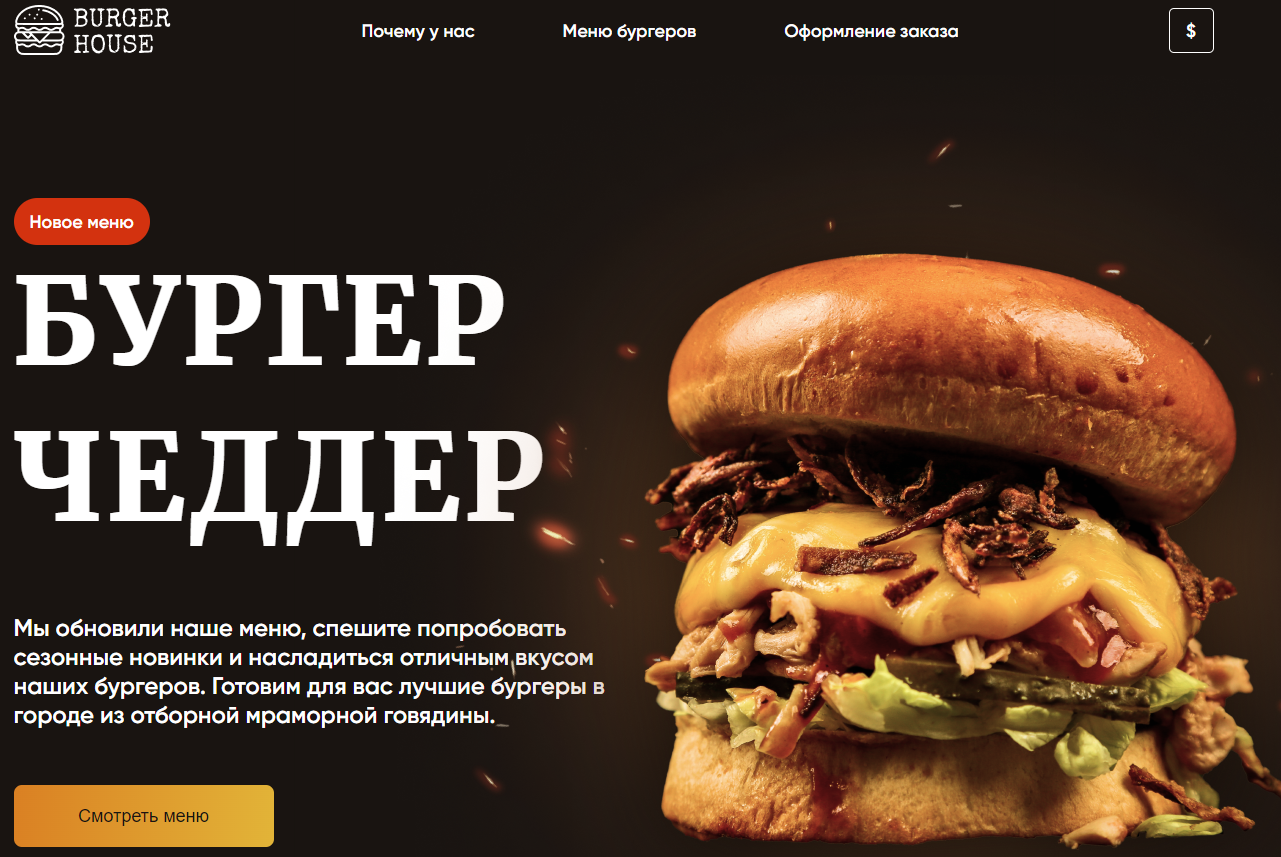 BURGER
HOUSE
Почему у нас
Меню бургеров
Оформление заказа
$
Новое меню
БУРГЕР
ЧЕДДЕР
Мы обновили наше меню, спешите попробовать
сезонные новинки и насладиться отличным вкусом
наших бургеров. Готовим для вас лучшие бургеры в
городе из отборной мраморной говядины.
Смотреть меню